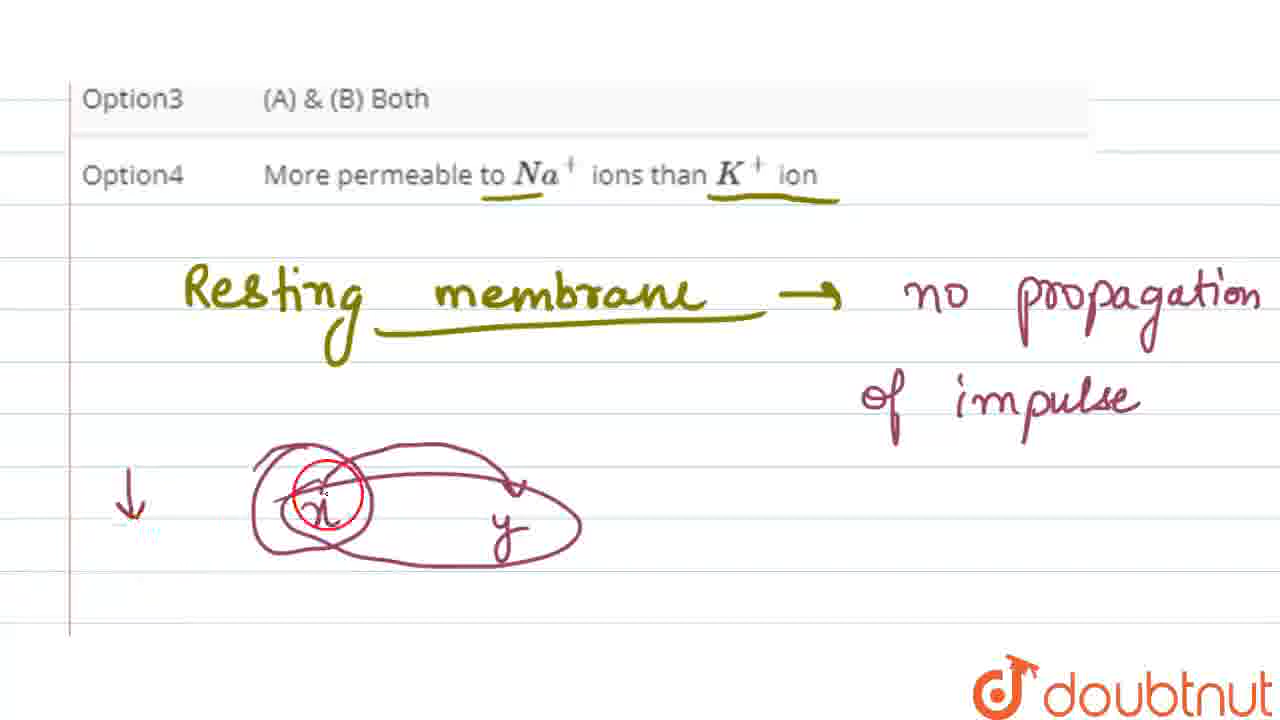 Option3 (A) & (B) Both
Option4 More permeable to Na⁺ ions than K⁺ ion
Resting membrane → no propagation
of impulse
↓ x y
doubtnut